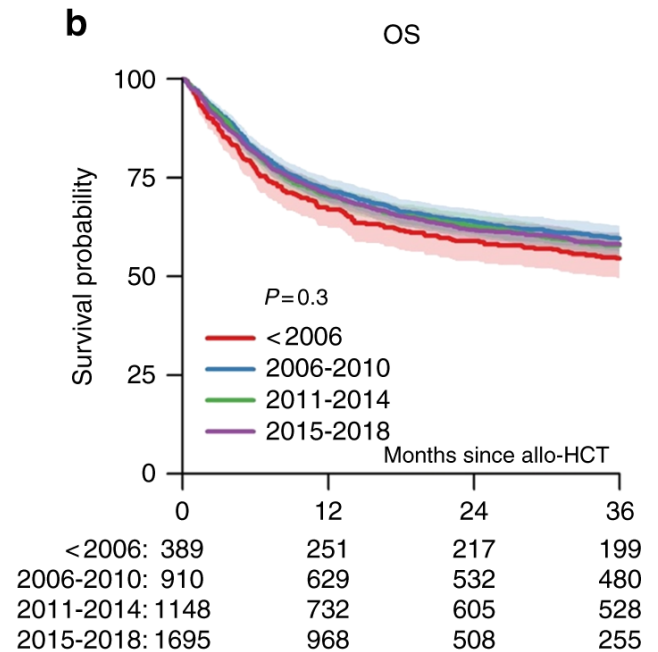 b
OS
100
75
50
25
0
Survival probability
P=0.3
<2006
2006-2010
2011-2014
2015-2018
Months since allo-HCT
0 12 24 36
<2006: 389 251 217 199
2006-2010: 910 629 532 480
2011-2014: 1148 732 605 528
2015-2018: 1695 968 508 255